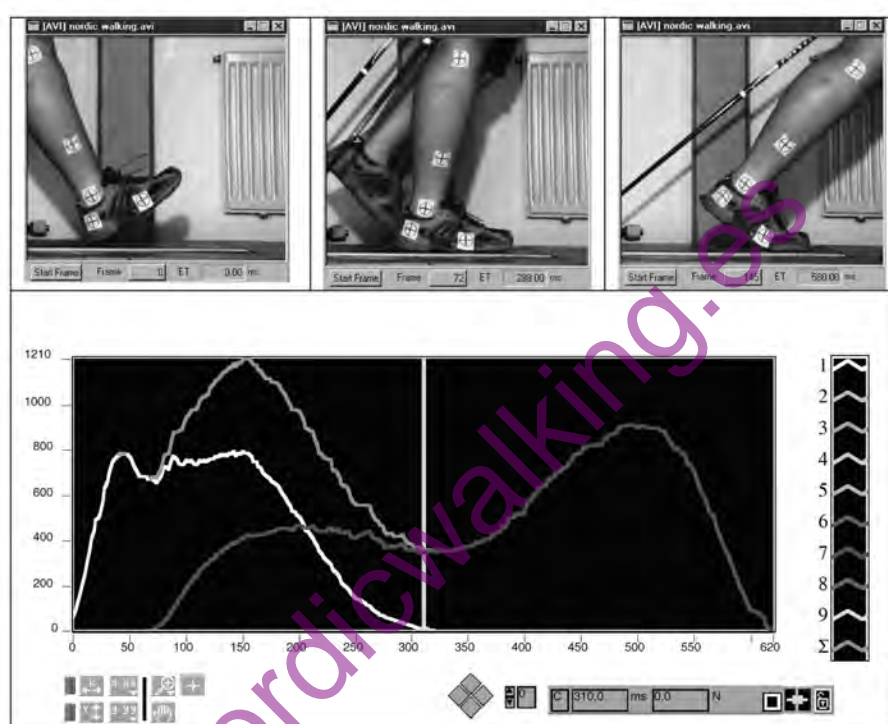 [AVI] nordic walking.avi
[AVI] nordic walking.avi
[AVI] nordic walking.avi
Start Frame Frame 0 ET 0.00 ms
Start Frame Frame 72 ET 288.00 ms
Start Frame Frame 145 ET 580.00 ms
1210
1000
800
600
400
200
0
0 50 100 150 200 250 300 350 400 450 500 550 620
1
2
3
4
5
6
7
8
9
Σ
0 C 310,0 ms 0,0 N
ordicwalking.es